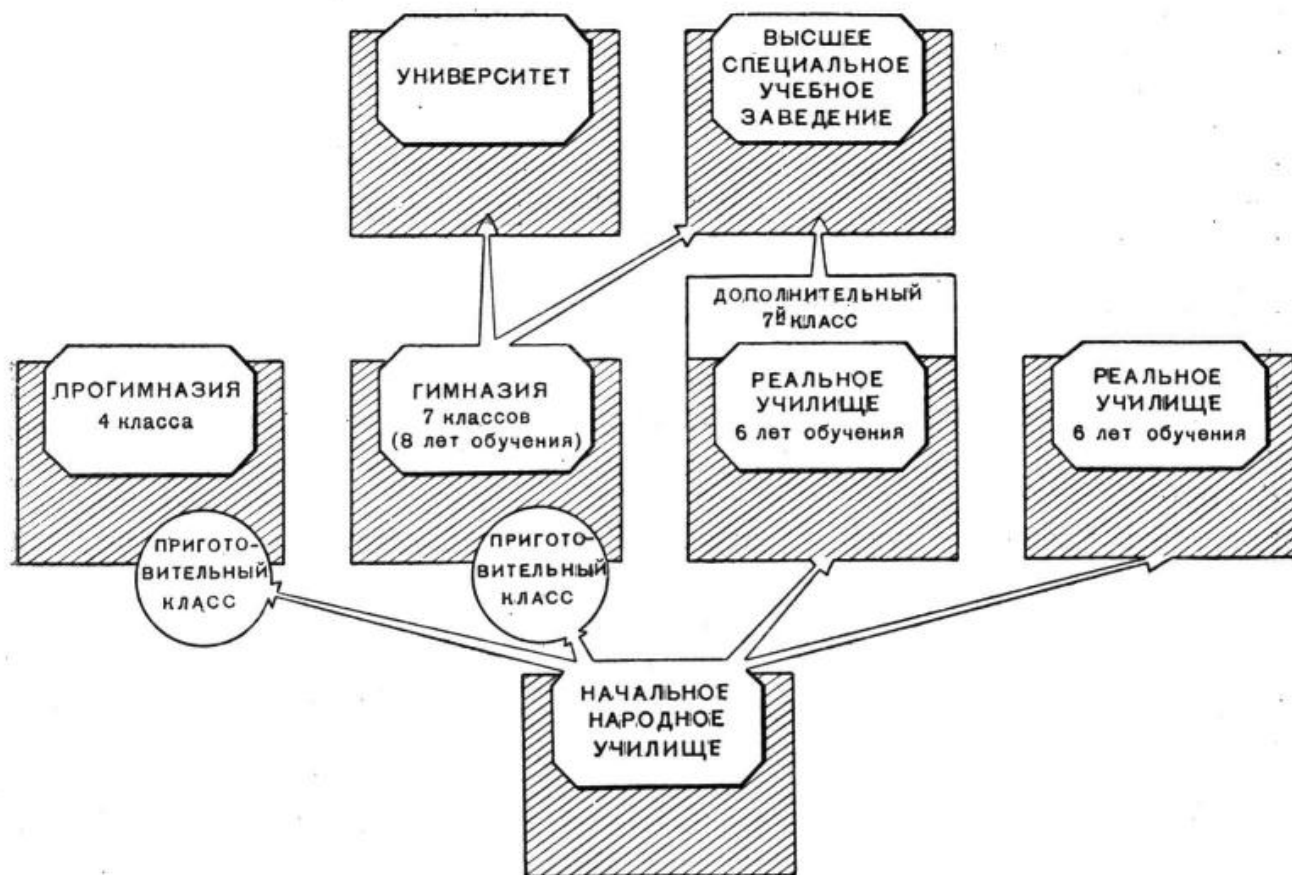 УНИВЕРСИТЕТ
ВЫСШЕЕ
СПЕЦИАЛЬНОЕ
УЧЕБНОЕ
ЗАВЕДЕНИЕ
ДОПОЛНИТЕЛЬНЫЙ
7й КЛАСС
ПРОГИМНАЗИЯ
4 класса
ГИМНАЗИЯ
7 классов
(8 лет обучения)
РЕАЛЬНОЕ
УЧИЛИЩЕ
6 лет обучения
РЕАЛЬНОЕ
УЧИЛИЩЕ
6 лет обучения
ПРИГОТО-
ВИТЕЛЬНЫЙ
КЛАСС
ПРИГОТО-
ВИТЕЛЬНЫЙ
КЛАСС
НАЧАЛЬНОЕ
НАРОДНОЕ
УЧИЛИЩЕ